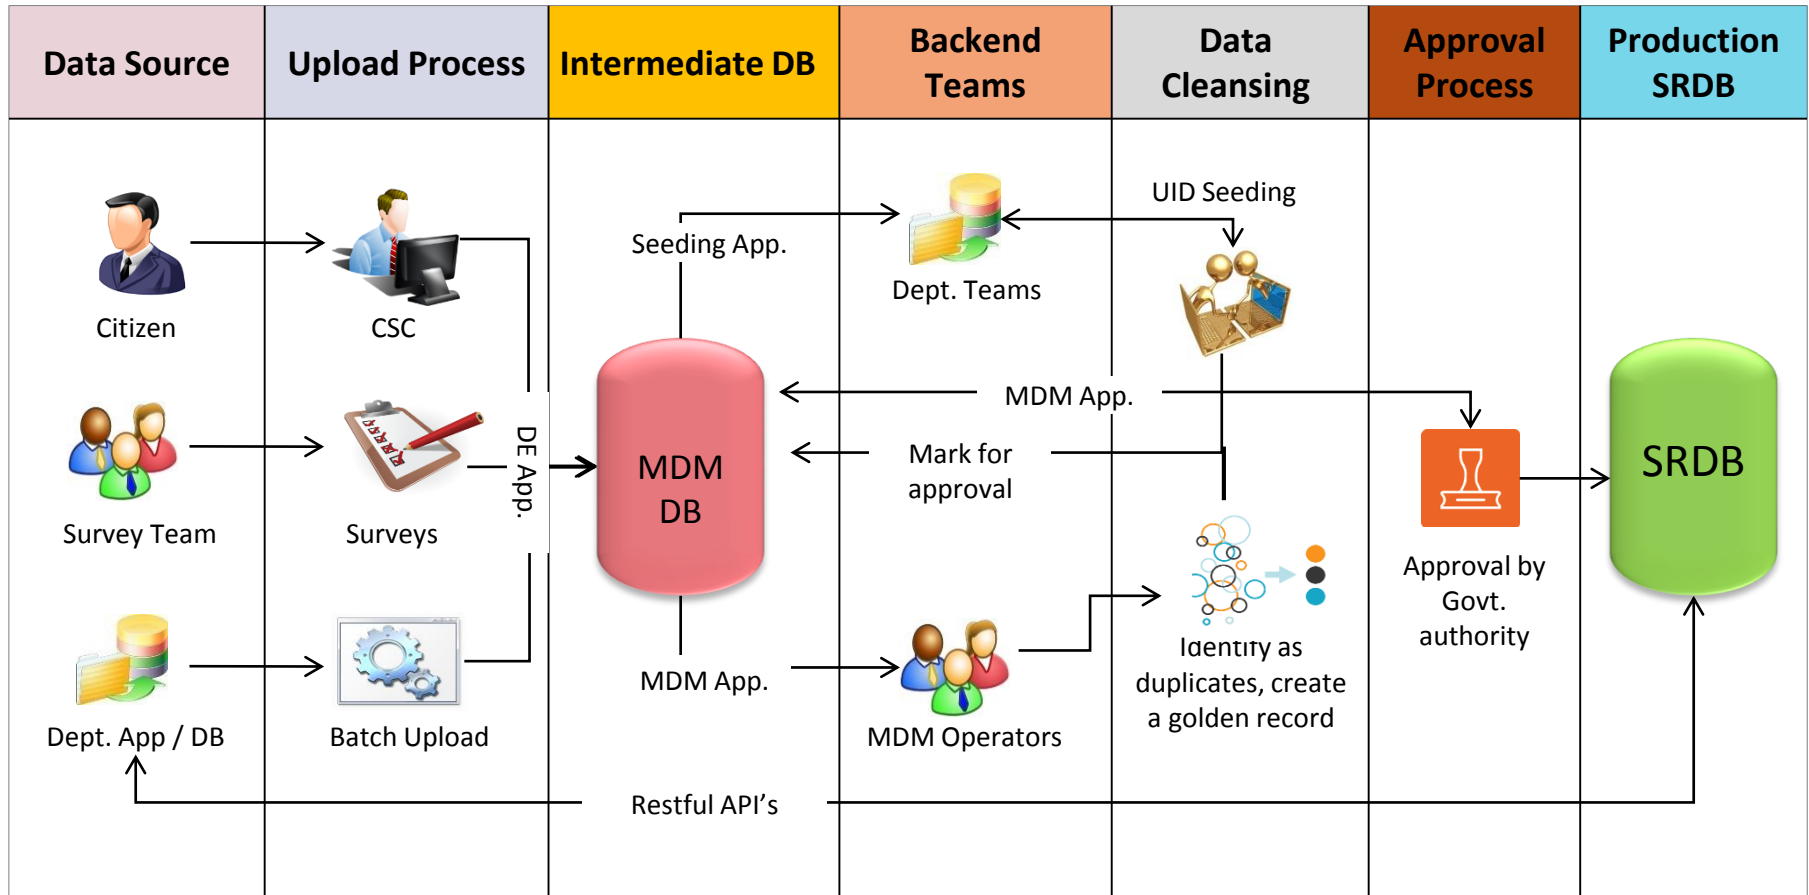 Data Source
Upload Process
Intermediate DB
Backend
Teams
Data
Cleansing
Approval
Process
Production
SRDB
Citizen
CSC
Seeding App.
Dept. Teams
UID Seeding
Survey Team
Surveys
DE App.
MDM
DB
MDM App.
Mark for
approval
Approval by
Govt.
authority
SRDB
Dept. App / DB
Batch Upload
MDM App.
MDM Operators
Identify as
duplicates, create
a golden record
Restful API's